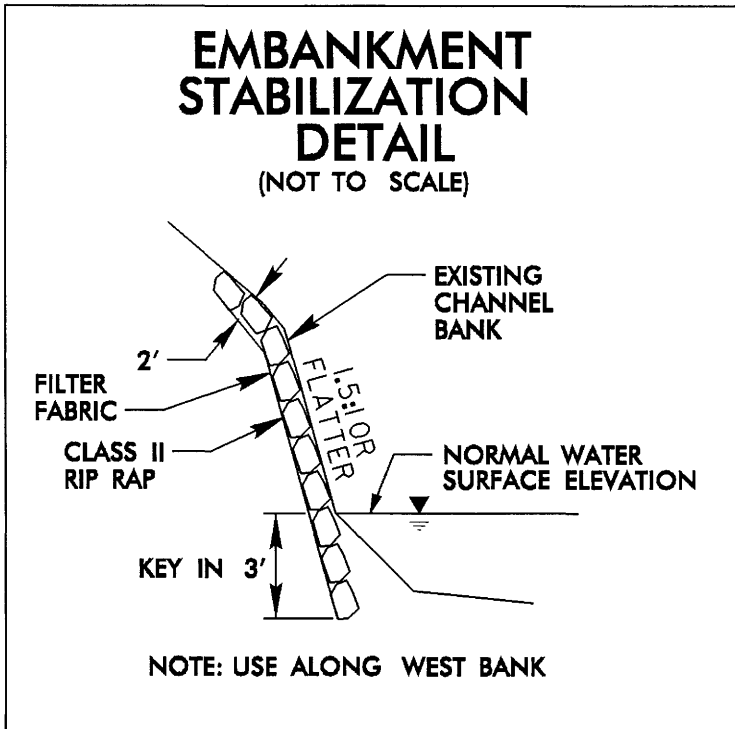 EMBANKMENT
STABILIZATION
DETAIL
(NOT TO SCALE)
EXISTING
CHANNEL
BANK
2'
FILTER
FABRIC
1.5:1 OR
FLATTER
CLASS II
RIP RAP
NORMAL WATER
SURFACE ELEVATION
KEY IN 3'
NOTE: USE ALONG WEST BANK